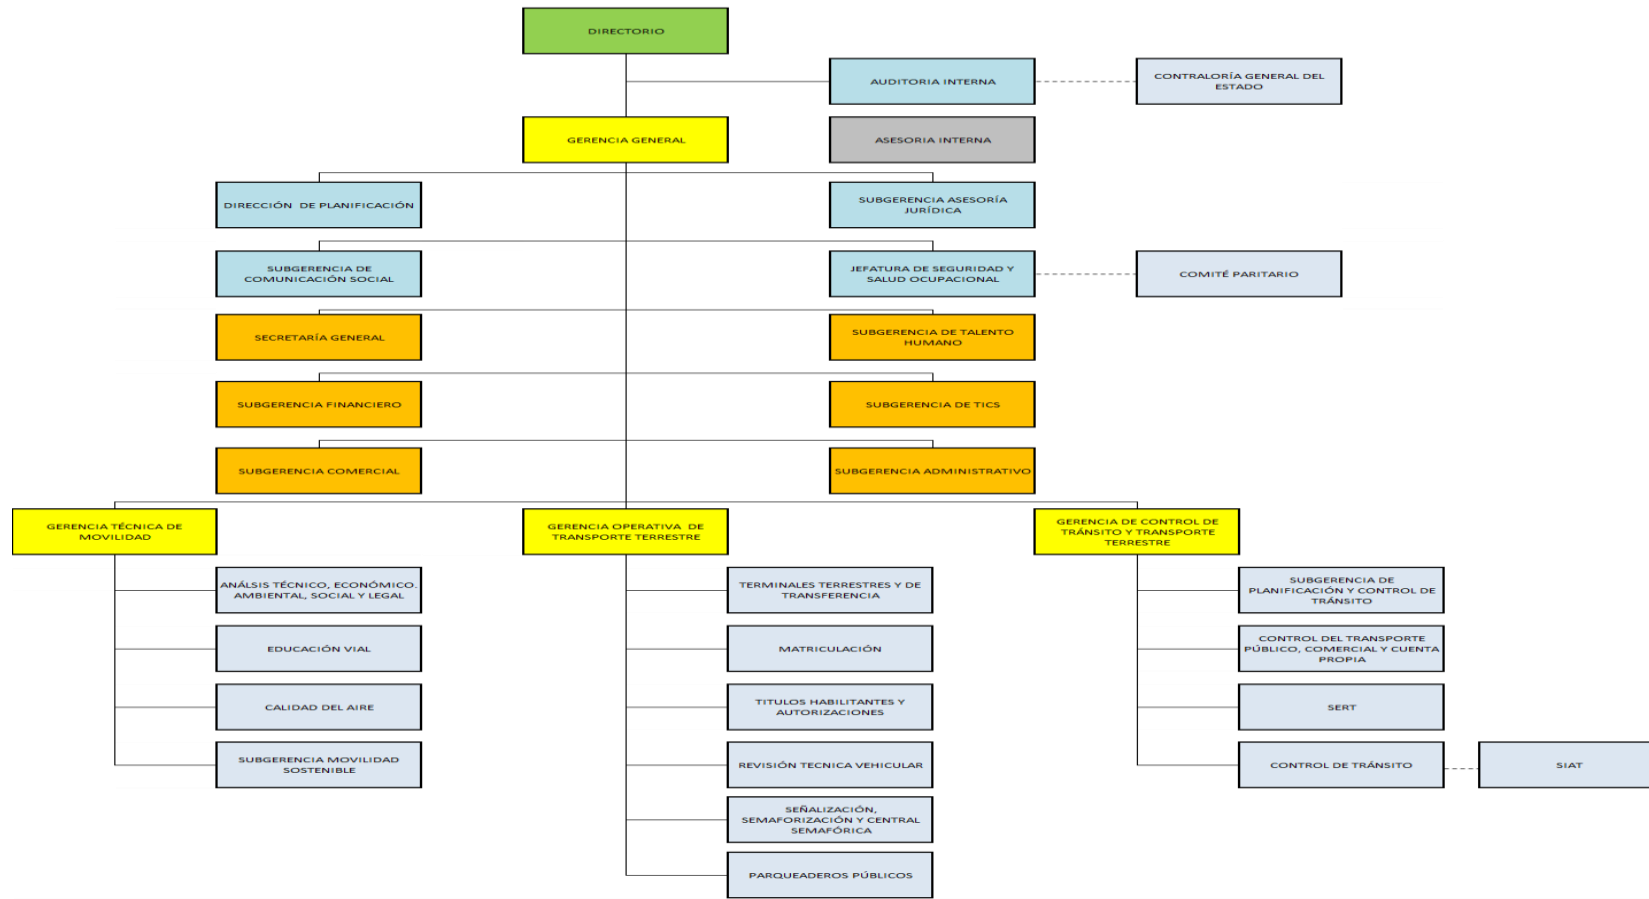 DIRECTORIO
AUDITORIA INTERNA
CONTRALORÍA GENERAL DEL
ESTADO
GERENCIA GENERAL
ASESORIA INTERNA
DIRECCIÓN DE PLANIFICACIÓN
SUBGERENCIA ASESORÍA
JURÍDICA
SUBGERENCIA DE
COMUNICACIÓN SOCIAL
JEFATURA DE SEGURIDAD Y
SALUD OCUPACIONAL
COMITÉ PARITARIO
SECRETARÍA GENERAL
SUBGERENCIA DE TALENTO
HUMANO
SUBGERENCIA FINANCIERO
SUBGERENCIA DE TICS
SUBGERENCIA COMERCIAL
SUBGERENCIA ADMINISTRATIVO
GERENCIA TÉCNICA DE
MOVILIDAD
GERENCIA OPERATIVA DE
TRANSPORTE TERRESTRE
GERENCIA DE CONTROL DE
TRÁNSITO Y TRANSPORTE
TERRESTRE
ANÁLSIS TÉCNICO, ECONÓMICO.
AMBIENTAL, SOCIAL Y LEGAL
TERMINALES TERRESTRES Y DE
TRANSFERENCIA
SUBGERENCIA DE
PLANIFICACIÓN Y CONTROL DE
TRÁNSITO
EDUCACIÓN VIAL
MATRICULACIÓN
CONTROL DEL TRANSPORTE
PÚBLICO, COMERCIAL Y CUENTA
PROPIA
CALIDAD DEL AIRE
TITULOS HABILITANTES Y
AUTORIZACIONES
SERT
SUBGERENCIA MOVILIDAD
SOSTENIBLE
REVISIÓN TECNICA VEHICULAR
CONTROL DE TRÁNSITO
SIAT
SEÑALIZACIÓN,
SEMAFORIZACIÓN Y CENTRAL
SEMAFÓRICA
PARQUEADEROS PÚBLICOS